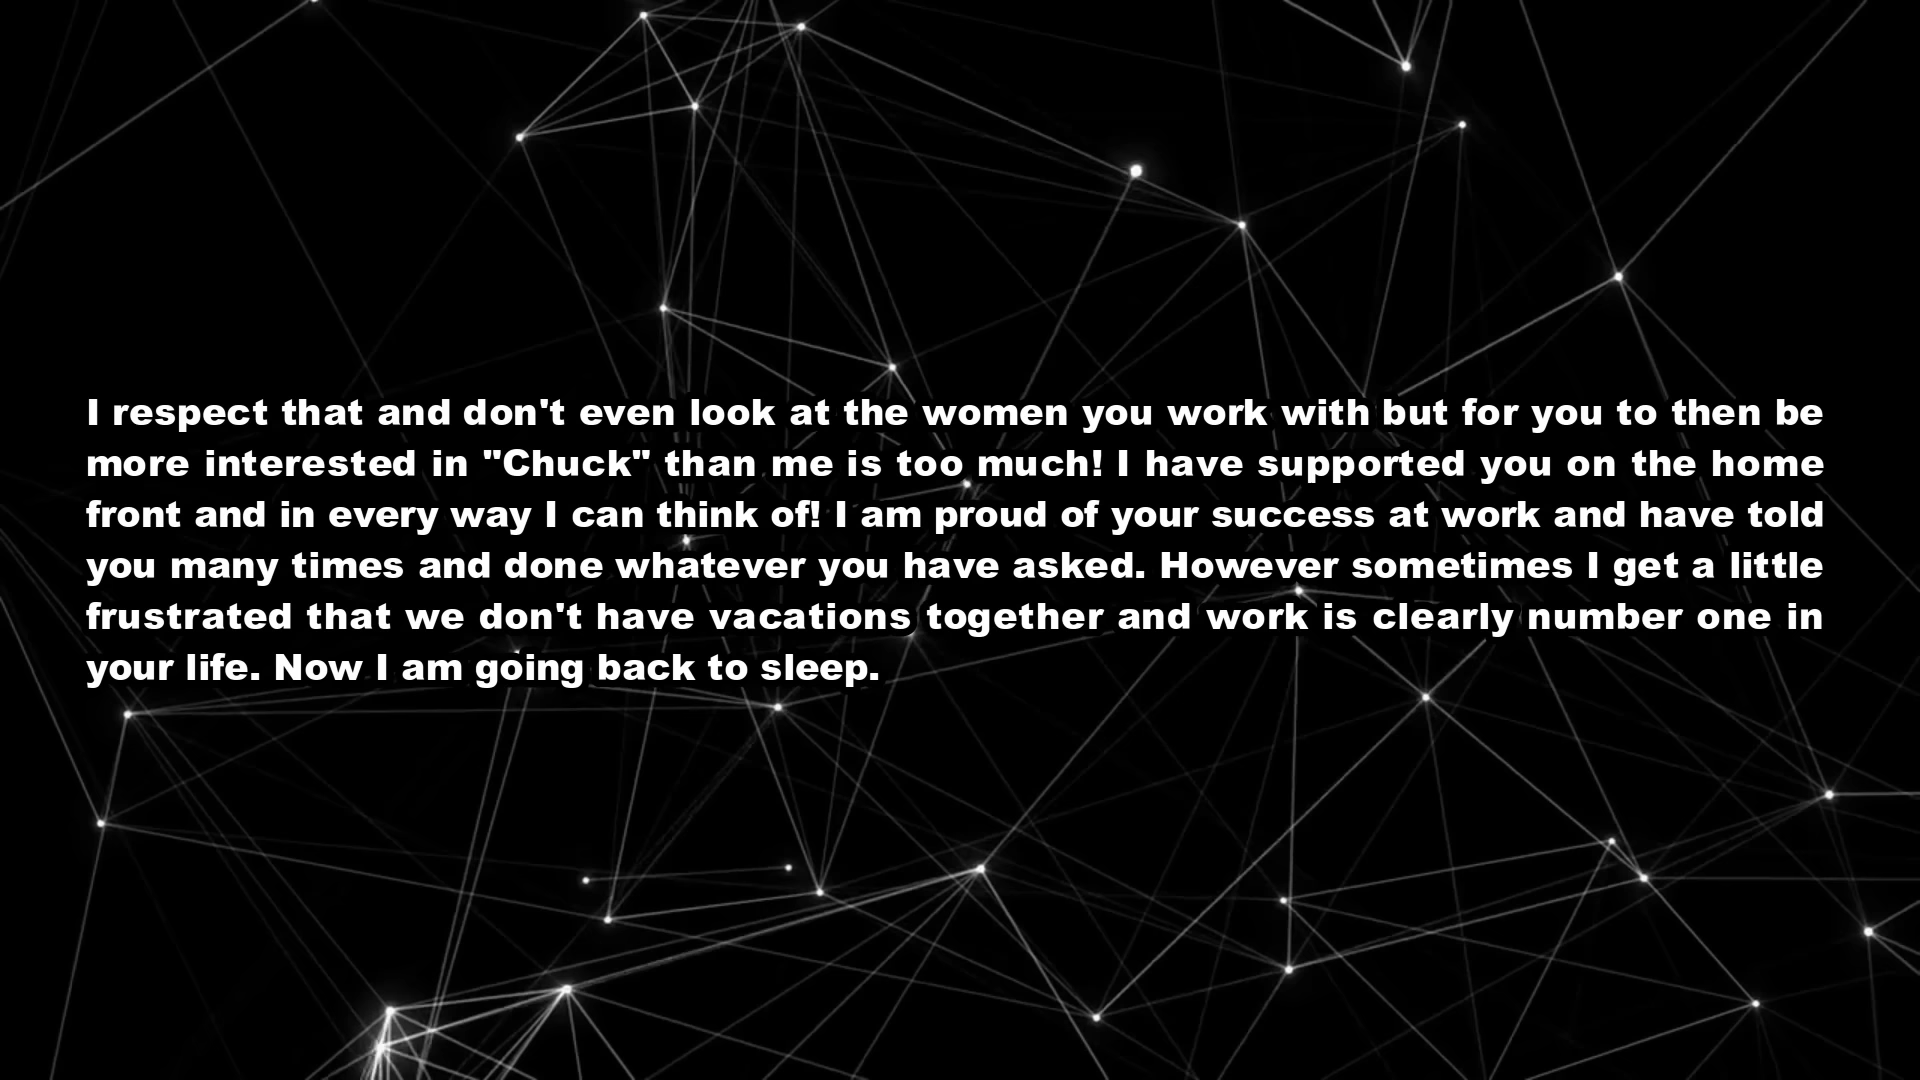 I respect that and don't even look at the women you work with but for you to then be
more interested in "Chuck" than me is too much! I have supported you on the home
front and in every way I can think of! I am proud of your success at work and have told
you many times and done whatever you have asked. However sometimes I get a little
frustrated that we don't have vacations together and work is clearly number one in
your life. Now I am going back to sleep.